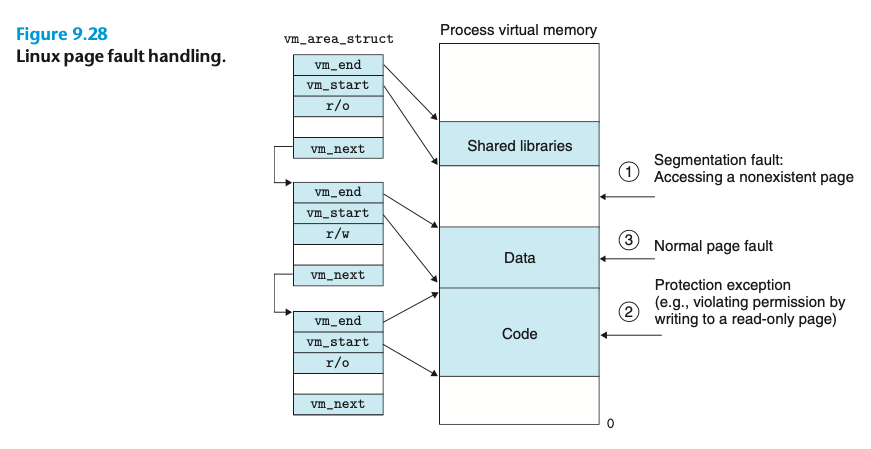 Figure 9.28
Linux page fault handling.
vm_area_struct
vm_end
vm_start
r/o
vm_next
vm_end
vm_start
r/w
vm_next
vm_end
vm_start
r/o
vm_next
Process virtual memory
Shared libraries
Data
Code
0
1
Segmentation fault:
Accessing a nonexistent page
3
Normal page fault
2
Protection exception
(e.g., violating permission by
writing to a read-only page)